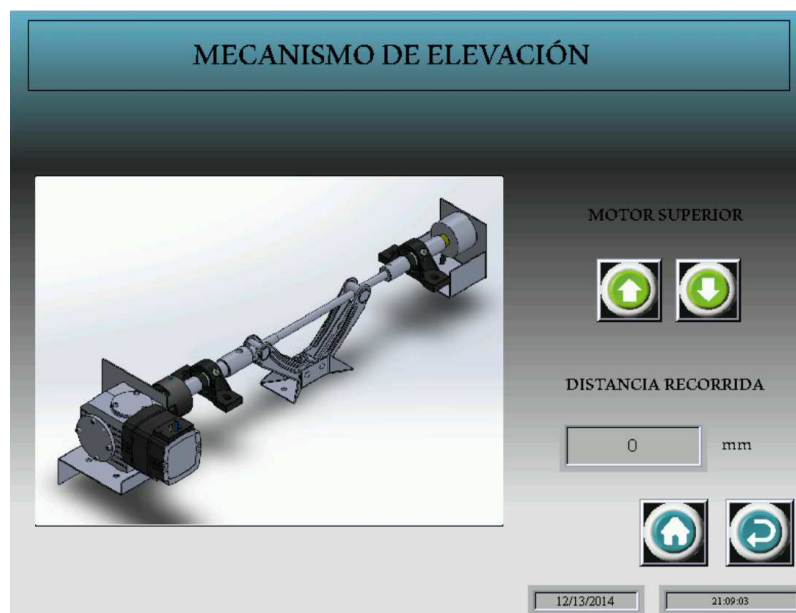 MECANISMO DE ELEVACIÓN
MOTOR SUPERIOR
DISTANCIA RECORRIDA
0 mm
12/13/2014 21:09:03